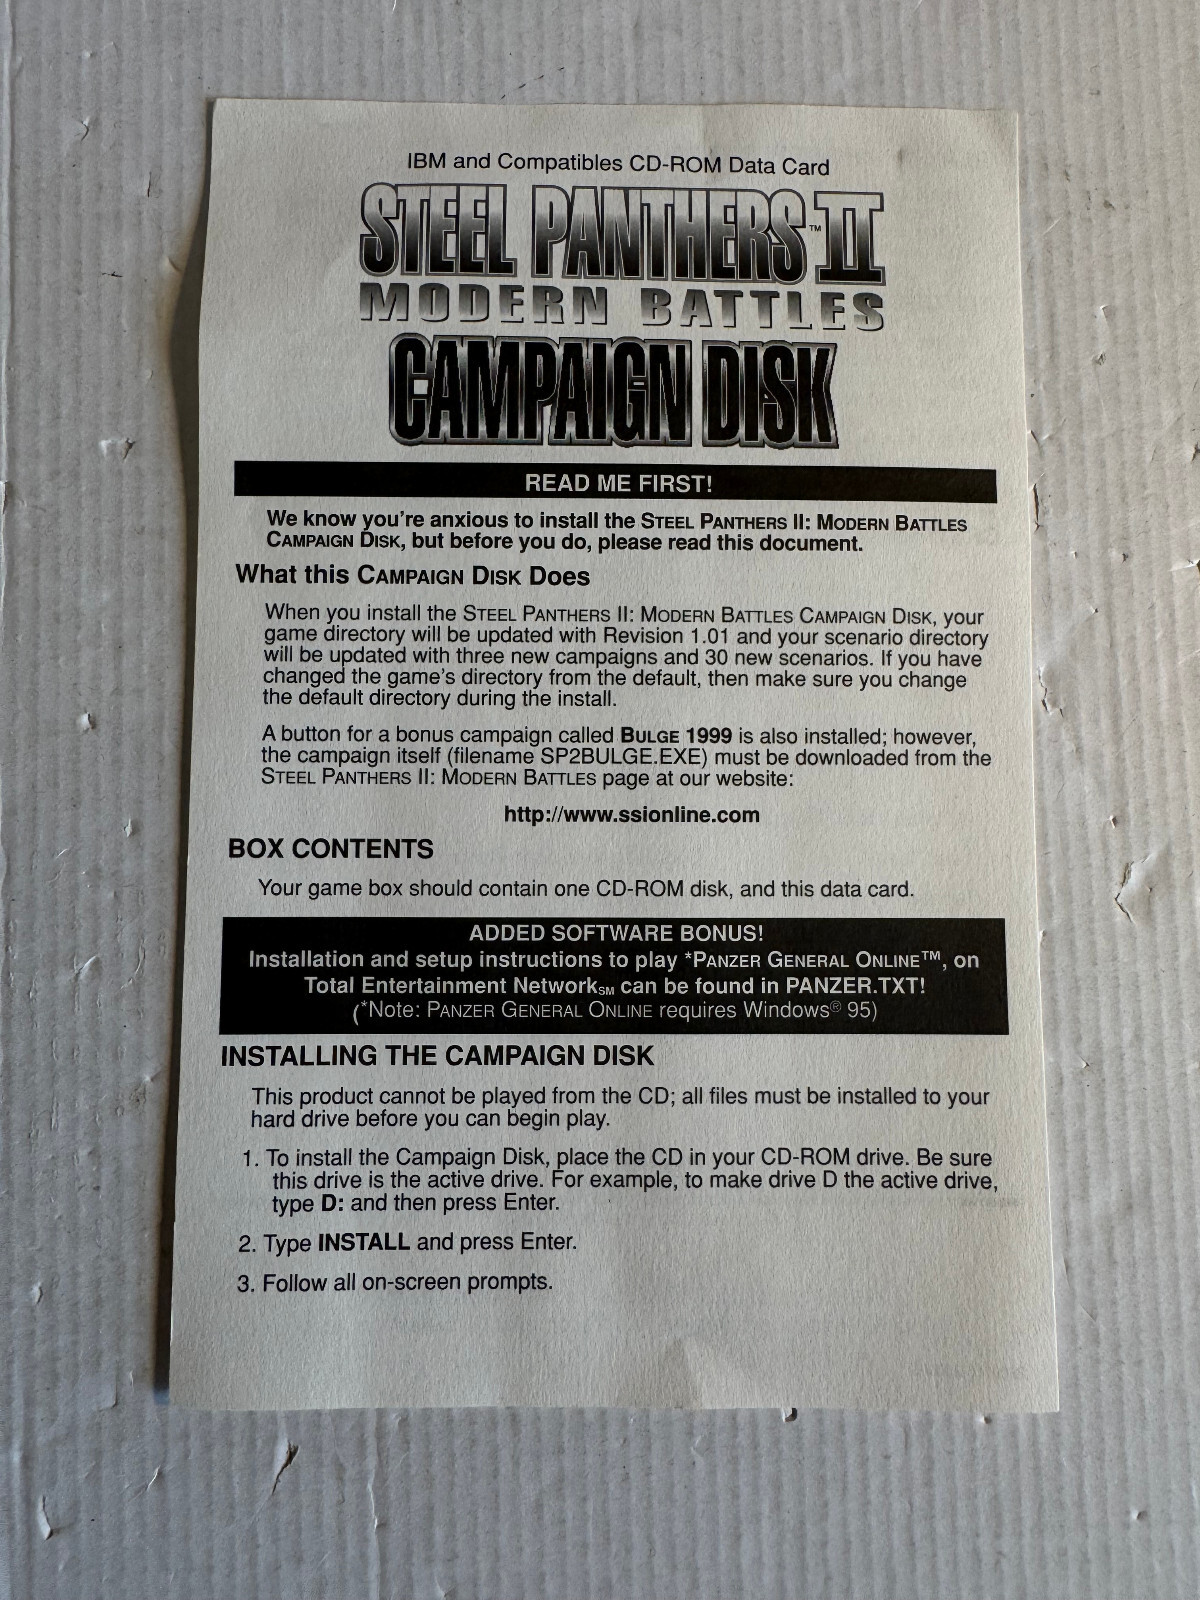 IBM and Compatibles CD-ROM Data Card
STEEL PANTHERS™ II
MODERN BATTLES
CAMPAIGN DISK
READ ME FIRST!
We know you're anxious to install the STEEL PANTHERS II: MODERN BATTLES
CAMPAIGN DISK, but before you do, please read this document.
What this CAMPAIGN DISK Does
When you install the STEEL PANTHERS II: MODERN BATTLES CAMPAIGN DISK, your
game directory will be updated with Revision 1.01 and your scenario directory
will be updated with three new campaigns and 30 new scenarios. If you have
changed the game's directory from the default, then make sure you change
the default directory during the install.
A button for a bonus campaign called BULGE 1999 is also installed; however,
the campaign itself (filename SP2BULGE.EXE) must be downloaded from the
STEEL PANTHERS II: MODERN BATTLES page at our website:
http://www.ssionline.com
BOX CONTENTS
Your game box should contain one CD-ROM disk, and this data card.
ADDED SOFTWARE BONUS!
Installation and setup instructions to play *PANZER GENERAL ONLINE™, on
Total Entertainment Network℠ can be found in PANZER.TXT!
(*Note: PANZER GENERAL ONLINE requires Windows® 95)
INSTALLING THE CAMPAIGN DISK
This product cannot be played from the CD; all files must be installed to your
hard drive before you can begin play.
1. To install the Campaign Disk, place the CD in your CD-ROM drive. Be sure
this drive is the active drive. For example, to make drive D the active drive,
type D: and then press Enter.
2. Type INSTALL and press Enter.
3. Follow all on-screen prompts.